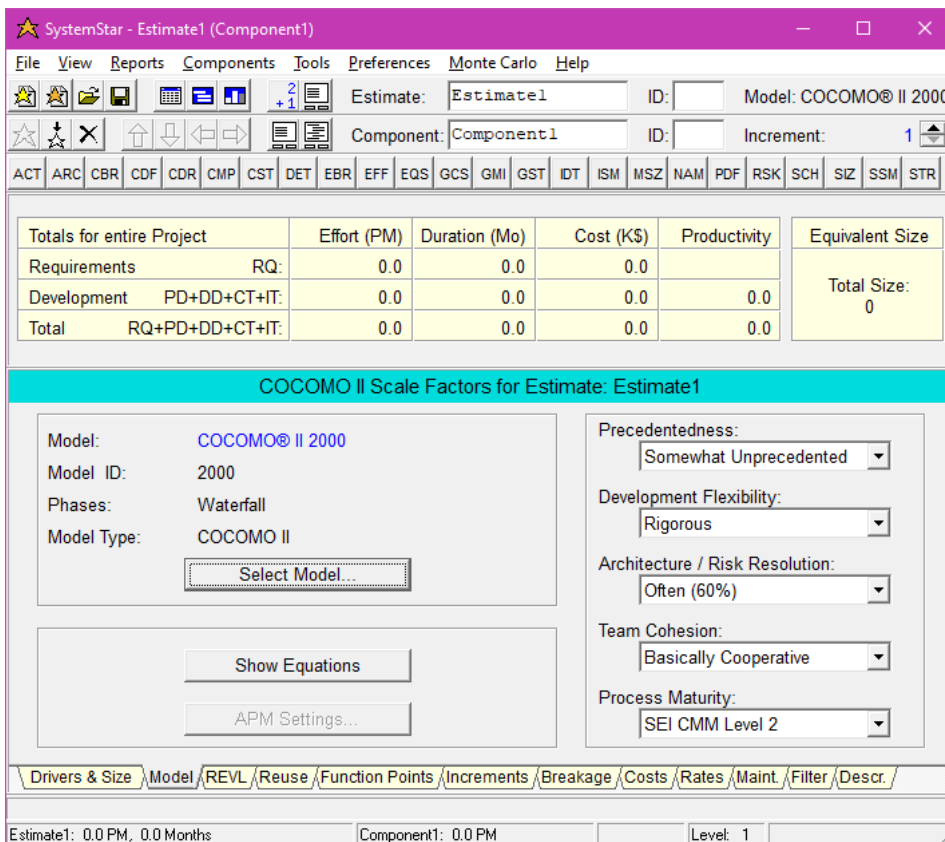 SystemStar - Estimate1 (Component1)
File View Reports Components Tools Preferences Monte Carlo Help
Estimate: Estimate1 ID: Model: COCOMO® II 2000
Component: Component1 ID: Increment: 1
ACT ARC CBR CDF CDR CMP CST DET EBR EFF EQS GCS GMI GST IDT ISM MSZ NAM PDF RSK SCH SIZ SSM STR
Totals for entire Project Effort (PM) Duration (Mo) Cost (K$) Productivity Equivalent Size
Requirements RQ: 0.0 0.0 0.0
Development PD+DD+CT+IT: 0.0 0.0 0.0 0.0
Total RQ+PD+DD+CT+IT: 0.0 0.0 0.0 0.0
Total Size:
0
COCOMO II Scale Factors for Estimate: Estimate1
Model: COCOMO® II 2000
Model ID: 2000
Phases: Waterfall
Model Type: COCOMO II
Select Model...
Show Equations
APM Settings...
Precedentedness:
Somewhat Unprecedented
Development Flexibility:
Rigorous
Architecture / Risk Resolution:
Often (60%)
Team Cohesion:
Basically Cooperative
Process Maturity:
SEI CMM Level 2
Drivers & Size Model REVL Reuse Function Points Increments Breakage Costs Rates Maint. Filter Descr.
Estimate1: 0.0 PM, 0.0 Months Component1: 0.0 PM Level: 1